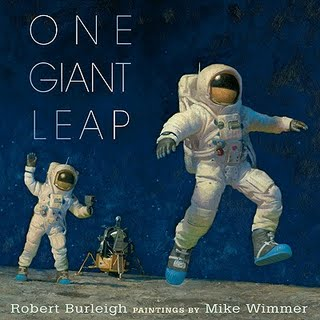 ONE
GIANT
LEAP
Robert Burleigh PAINTINGS BY Mike Wimmer